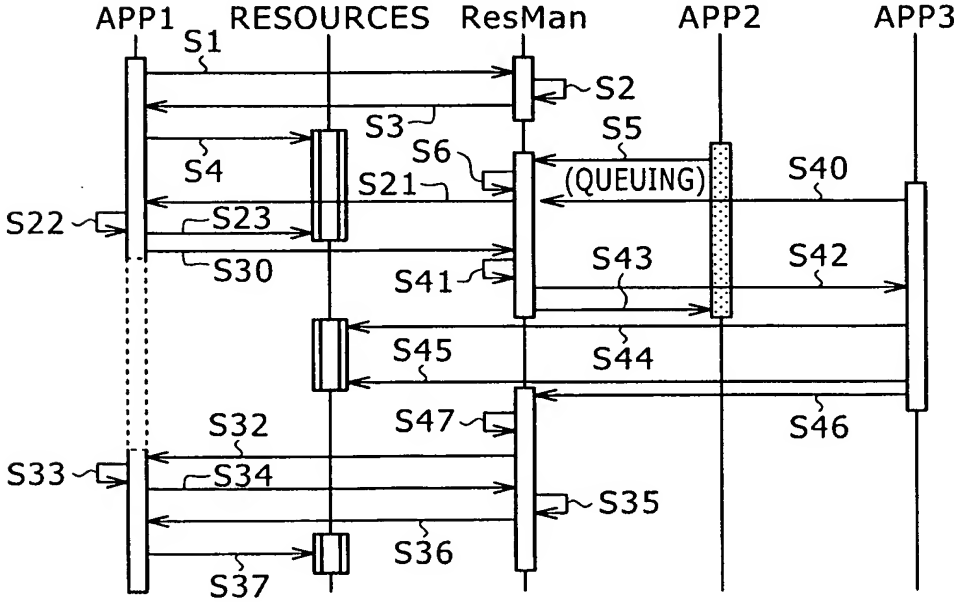 APP1 RESOURCES ResMan APP2 APP3
S1
S2
S3
S4
S5
S6
S40
S21
(QUEUING)
S22
S23
S30
S41
S43
S42
S44
S45
S46
S47
S32
S33
S34
S35
S36
S37